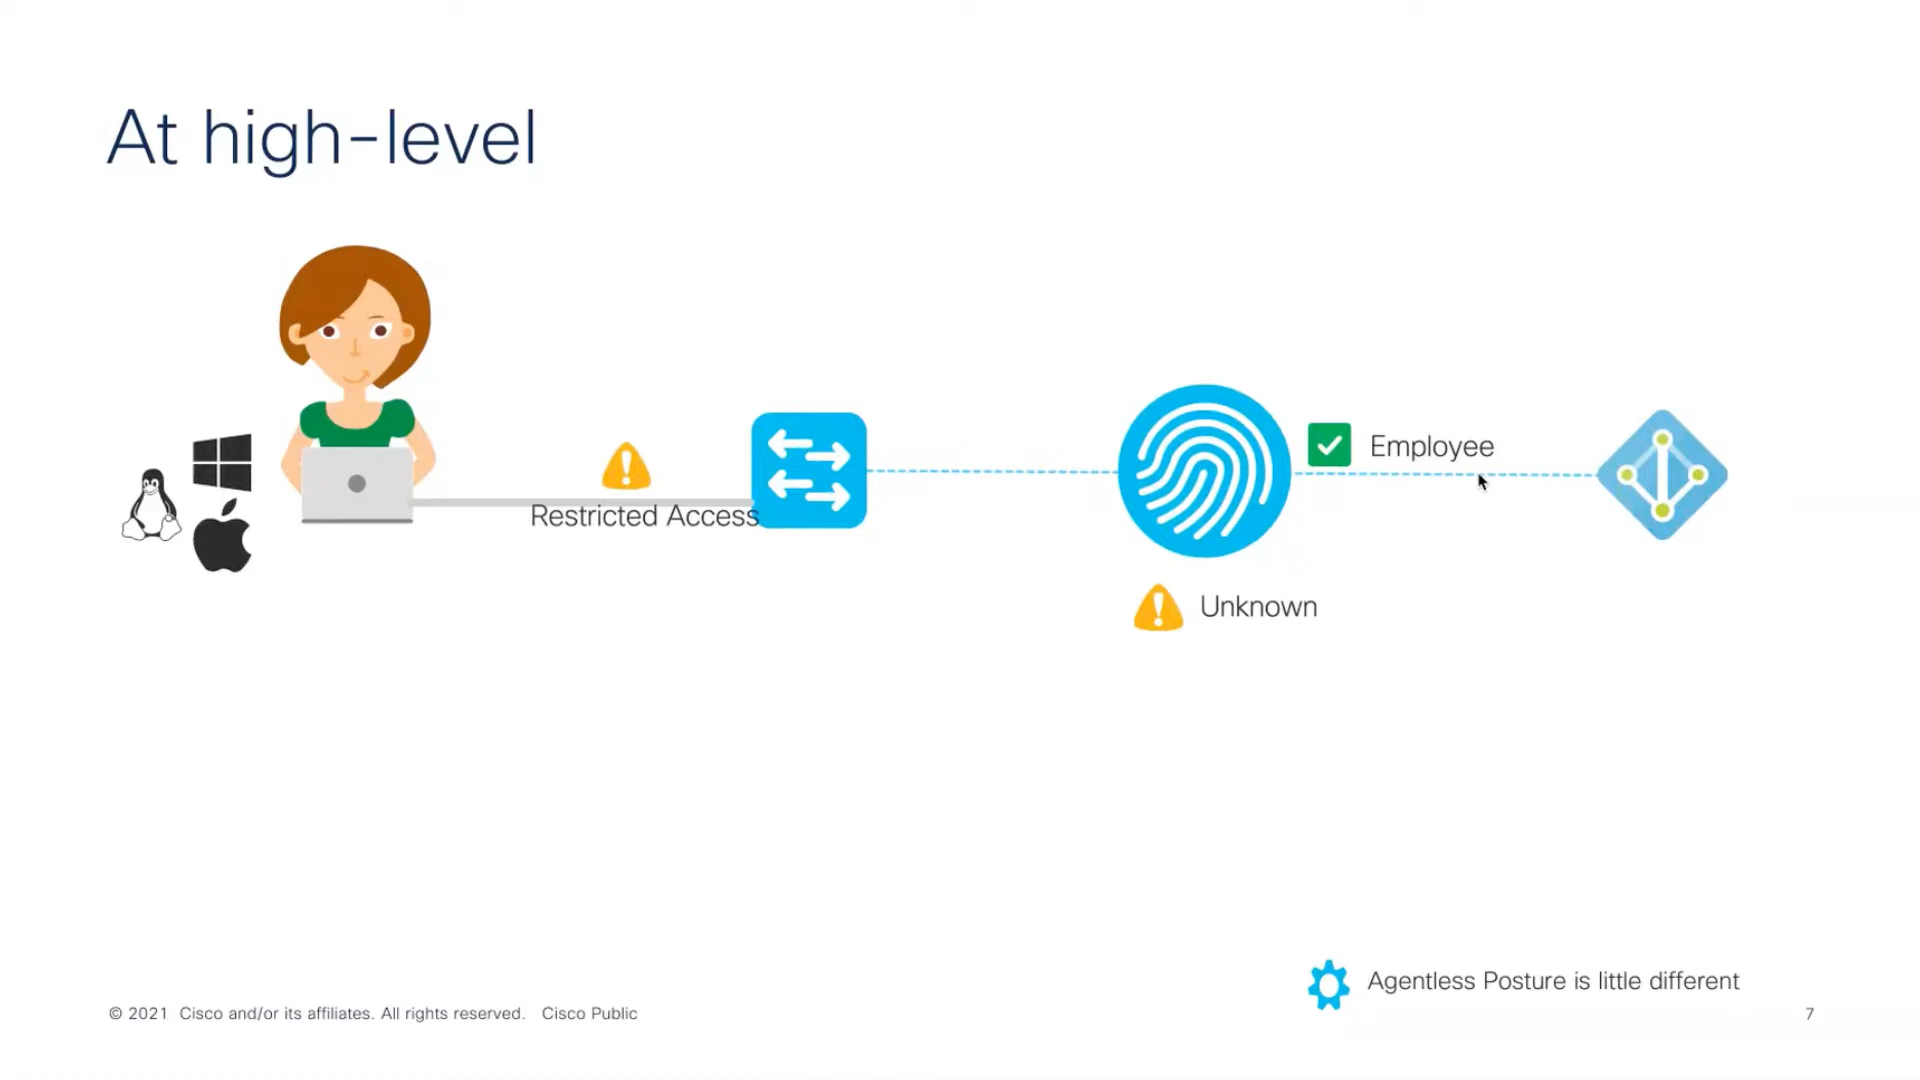 At high-level
Employee
Restricted Access
Unknown
Agentless Posture is little different
© 2021 Cisco and/or its affiliates. All rights reserved. Cisco Public
7